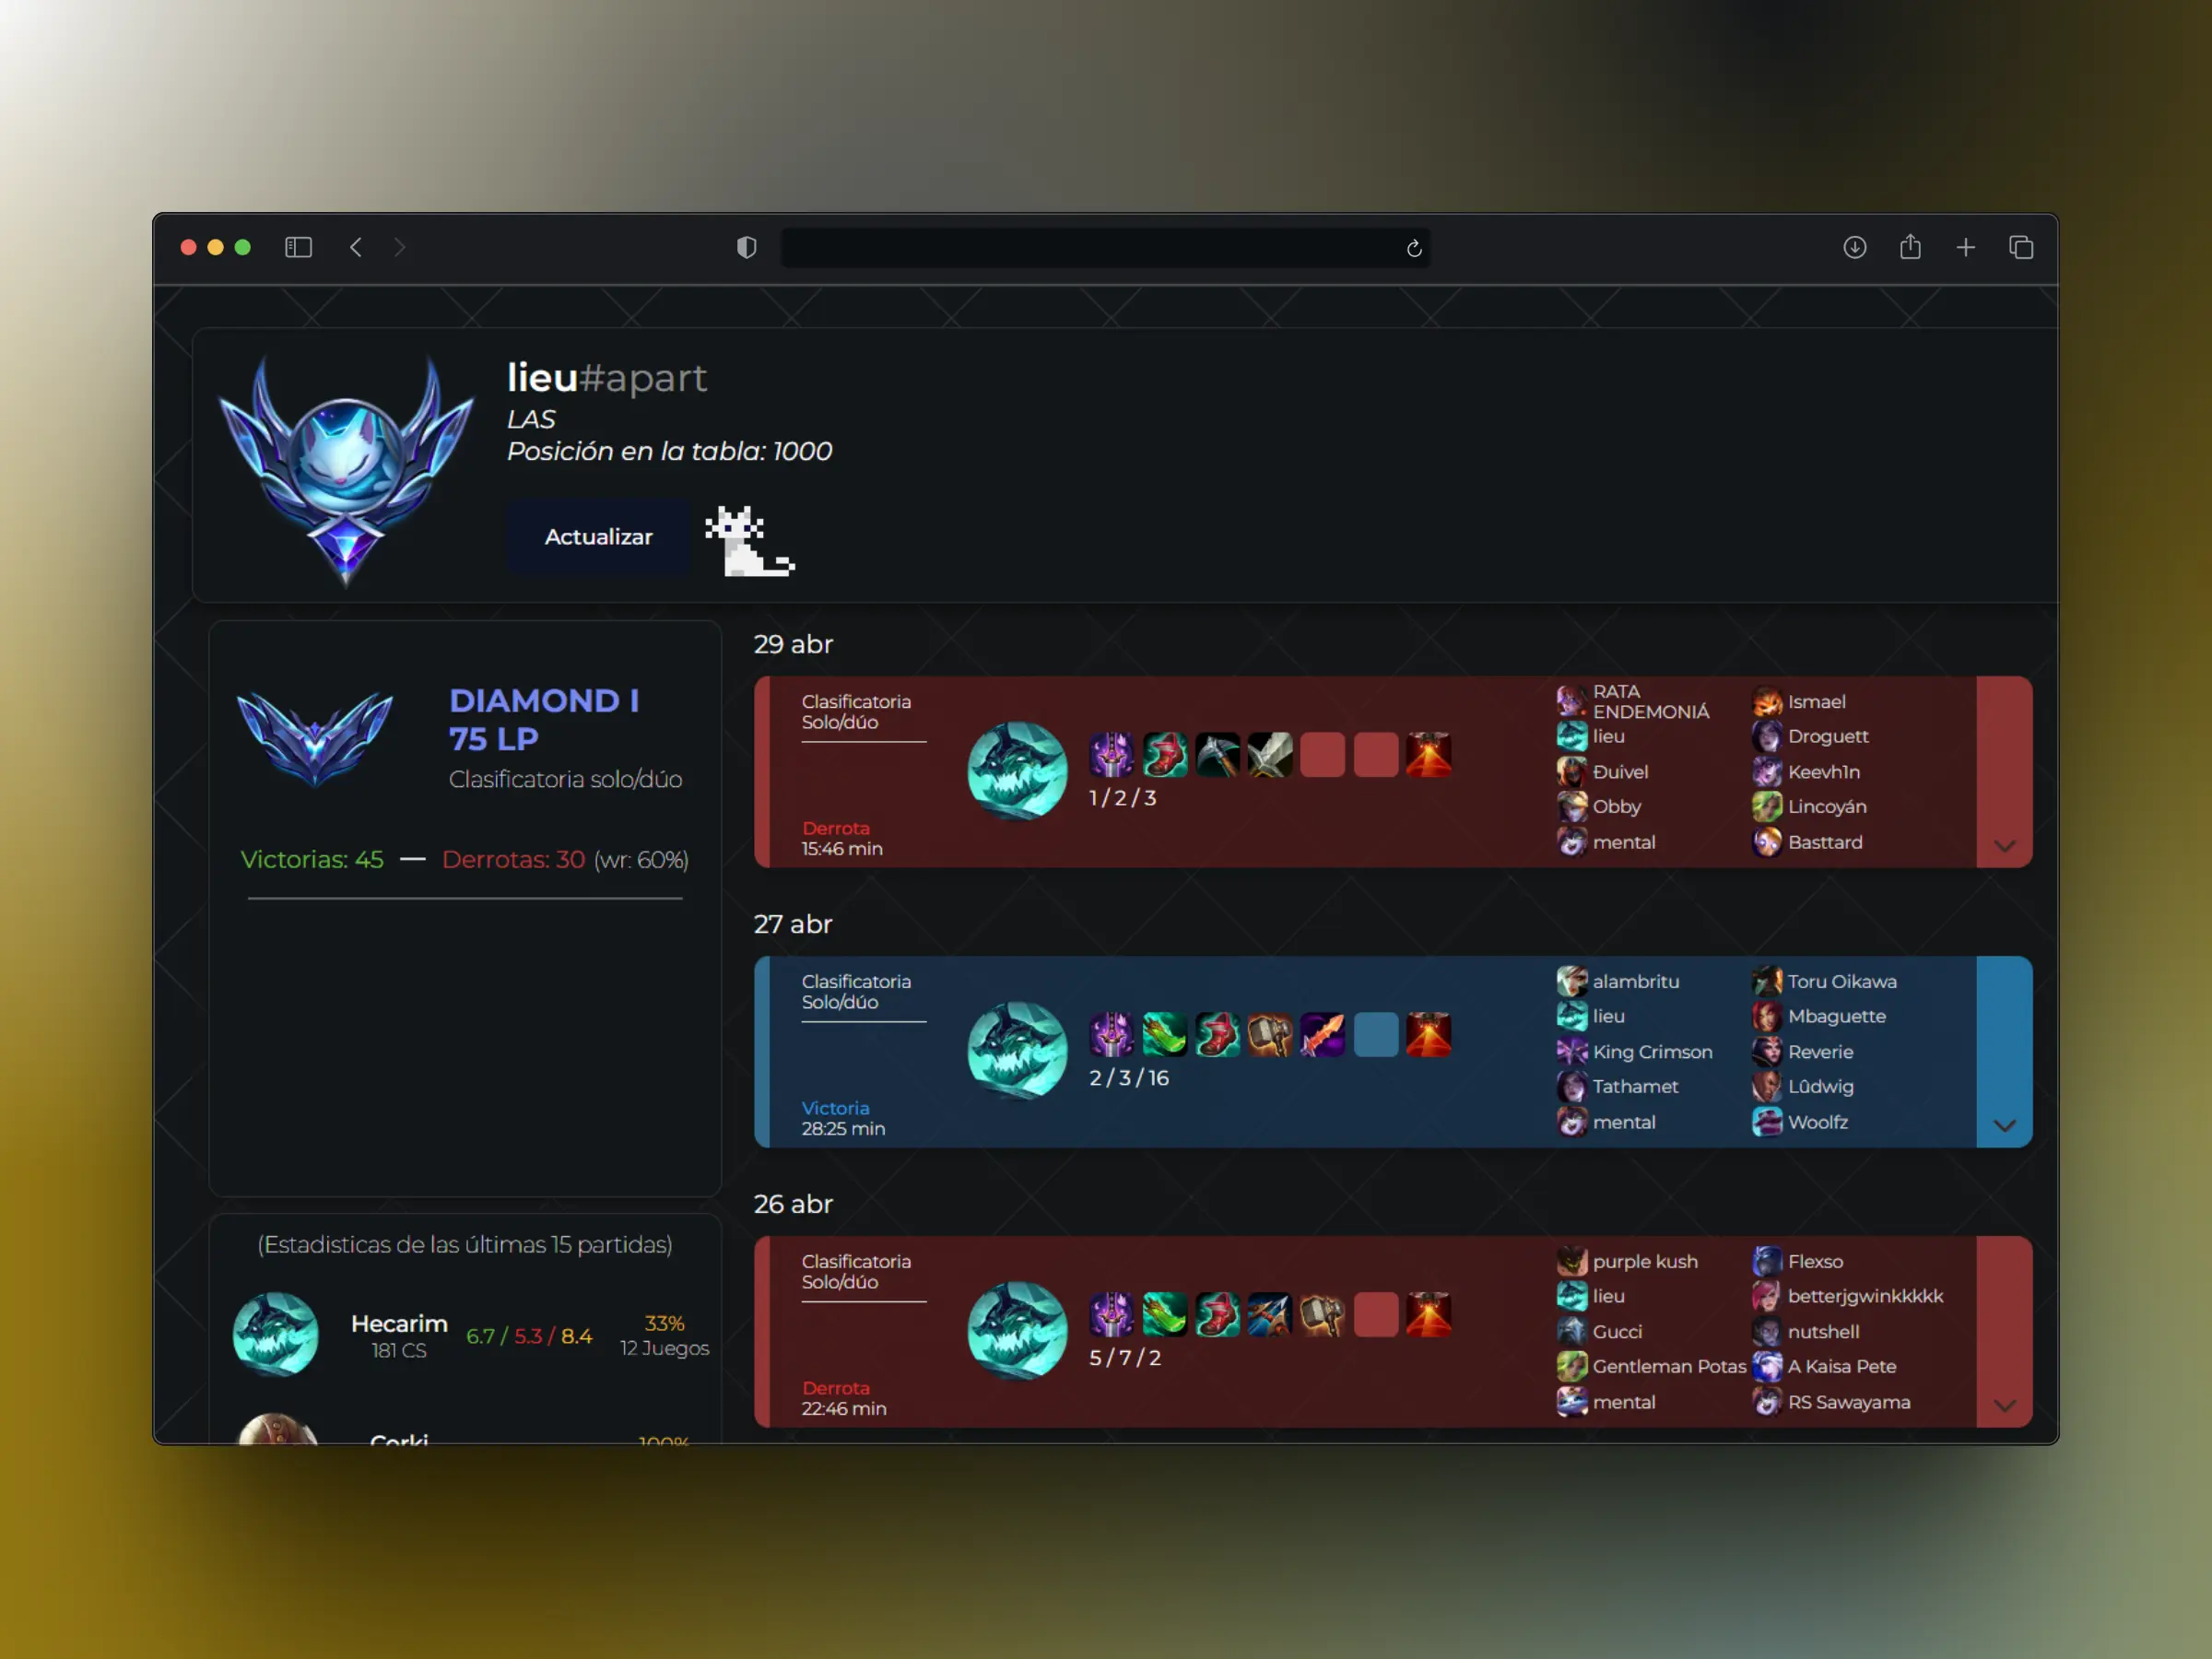 lieu#apart
LAS
Posición en la tabla: 1000
Actualizar
DIAMOND I
75 LP
Clasificatoria solo/dúo
Victorias: 45 — Derrotas: 30 (wr: 60%)
(Estadisticas de las últimas 15 partidas)
Hecarim
181 CS
6.7 / 5.3 / 8.4
33%
12 Juegos
Corki
100%
29 abr
Clasificatoria
Solo/dúo
Derrota
15:46 min
1 / 2 / 3
RATA
ENDEMONIÁ
lieu
Đuivel
Obby
mental
Ismael
Droguett
Keevh1n
Lincoyán
Basttard
27 abr
Clasificatoria
Solo/dúo
Victoria
28:25 min
2 / 3 / 16
alambritu
lieu
King Crimson
Tathamet
mental
Toru Oikawa
Mbaguette
Reverie
Lûdwig
Woolfz
26 abr
Clasificatoria
Solo/dúo
Derrota
22:46 min
5 / 7 / 2
purple kush
lieu
Gucci
Gentleman Potas
mental
Flexso
betterjgwinkkkkk
nutshell
A Kaisa Pete
RS Sawayama